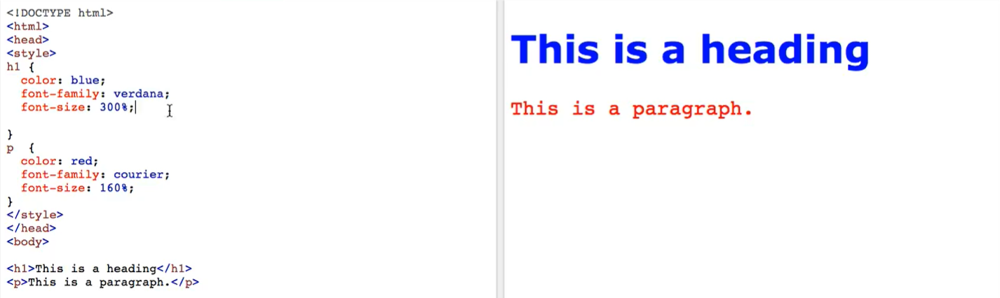 <!DOCTYPE html>
<html>
<head>
<style>
h1 {
  color: blue;
  font-family: verdana;
  font-size: 300%;
}
p  {
  color: red;
  font-family: courier;
  font-size: 160%;
}
</style>
</head>
<body>
<h1>This is a heading</h1>
<p>This is a paragraph.</p>
This is a heading
This is a paragraph.